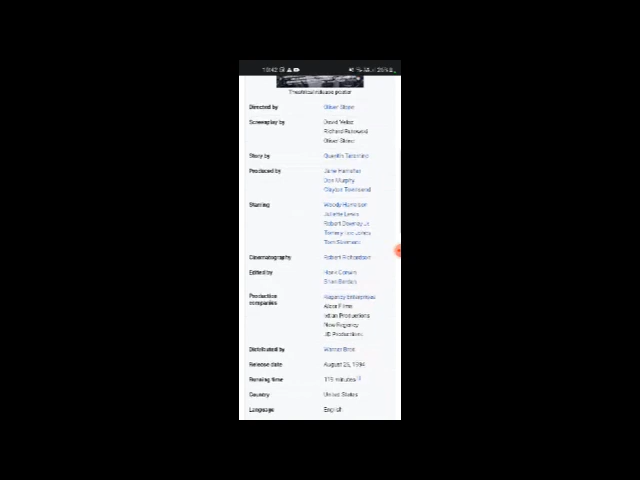 Theatrical release poster
Directed by Oliver Stone
Screenplay by David Veloz
Richard Rutowski
Oliver Stone
Story by Quentin Tarantino
Produced by Jane Hamsher
Don Murphy
Clayton Townsend
Starring Woody Harrelson
Juliette Lewis
Robert Downey Jr.
Tommy Lee Jones
Tom Sizemore
Cinematography Robert Richardson
Edited by Hank Corwin
Brian Berdan
Production companies Regency Enterprises
Alcor Films
Ixtlan Productions
New Regency
JD Productions
Distributed by Warner Bros.
Release date August 26, 1994
Running time 119 minutes
Country United States
Language English